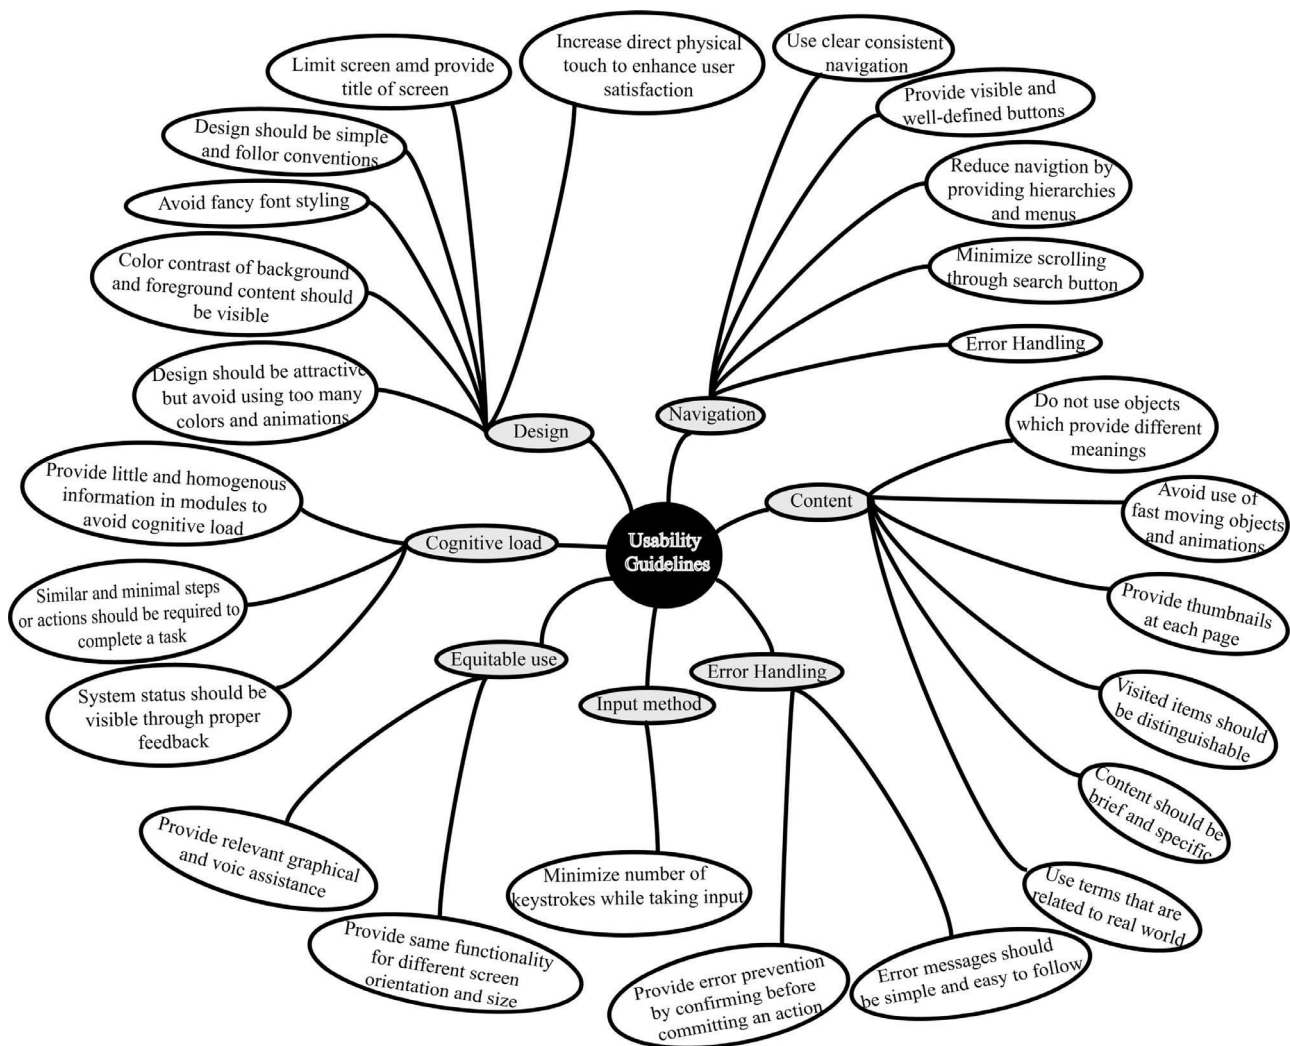 Increase direct physical
touch to enhance user
satisfaction
Use clear consistent
navigation
Limit screen amd provide
title of screen
Provide visible and
well-defined buttons
Design should be simple
and follor conventions
Reduce navigtion by
providing hierarchies
and menus
Avoid fancy font styling
Minimize scrolling
through search button
Color contrast of background
and foreground content should
be visible
Error Handling
Design should be attractive
but avoid using too many
colors and animations
Design
Navigation
Do not use objects
which provide different
meanings
Provide little and homogenous
information in modules to
avoid cognitive load
Content
Avoid use of
fast moving objects
and animations
Cognitive load
Usability
Guidelines
Similar and minimal steps
or actions should be required to
complete a task
Provide thumbnails
at each page
Equitable use
Error Handling
Input method
System status should be
visible through proper
feedback
Visited items should
be distinguishable
Content should be
brief and specific
Provide relevant graphical
and voic assistance
Minimize number of
keystrokes while taking input
Use terms that are
related to real world
Provide same functionality
for different screen
orientation and size
Provide error prevention
by confirming before
committing an action
Error messages should
be simple and easy to follow